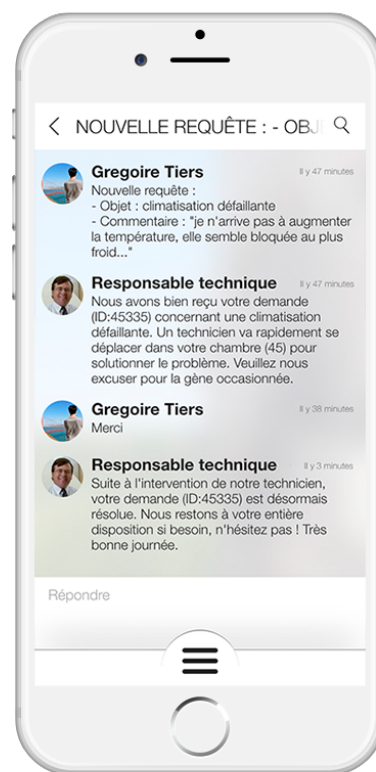 NOUVELLE REQUÊTE : - OBJ
Gregoire Tiers
Il y 47 minutes
Nouvelle requête :
- Objet : climatisation défaillante
- Commentaire : "je n'arrive pas à augmenter
la température, elle semble bloquée au plus
froid..."
Responsable technique
Il y 47 minutes
Nous avons bien reçu votre demande
(ID:45335) concernant une climatisation
défaillante. Un technicien va rapidement se
déplacer dans votre chambre (45) pour
solutionner le problème. Veuillez nous
excuser pour la gène occasionnée.
Gregoire Tiers
Il y 38 minutes
Merci
Responsable technique
Il y 3 minutes
Suite à l'intervention de notre technicien,
votre demande (ID:45335) est désormais
résolue. Nous restons à votre entière
disposition si besoin, n'hésitez pas ! Très
bonne journée.
Répondre